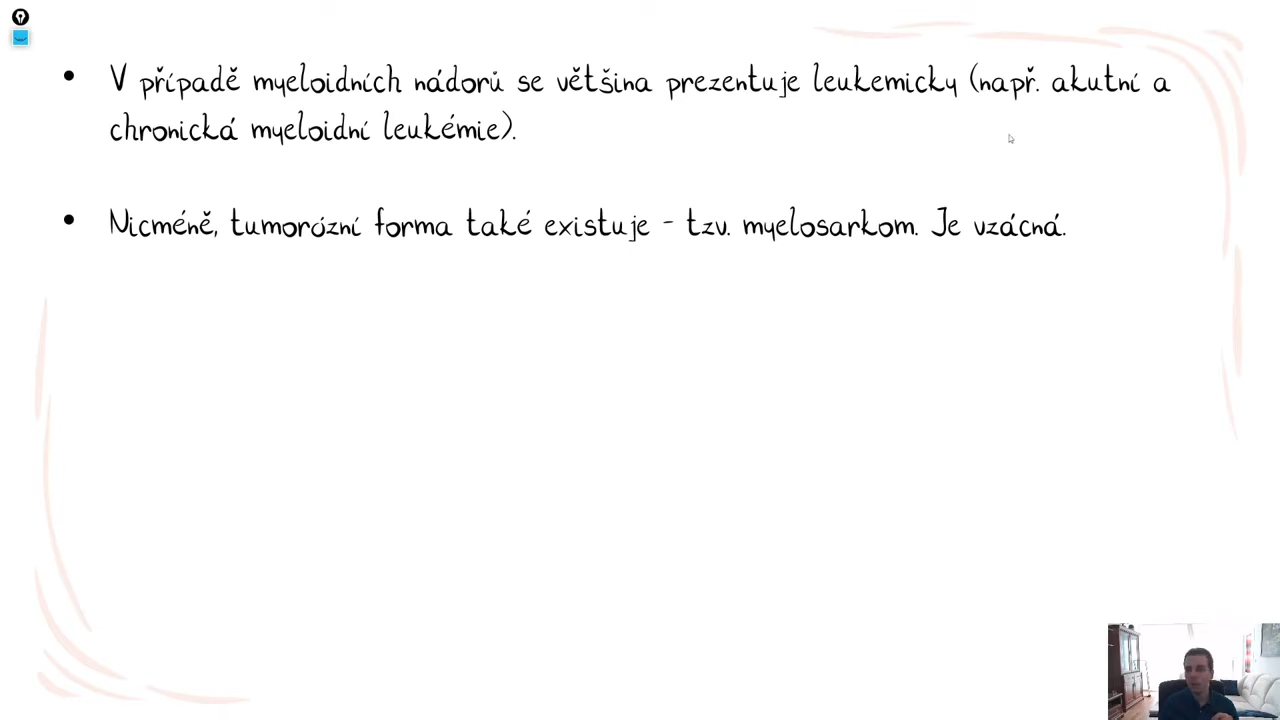 • V případě myeloidních nádorů se většina prezentuje leukemicky (např. akutní a
chronická myeloidní leukémie).
• Nicméně, tumorózní forma také existuje - tzv. myelosarkom. Je vzácná.